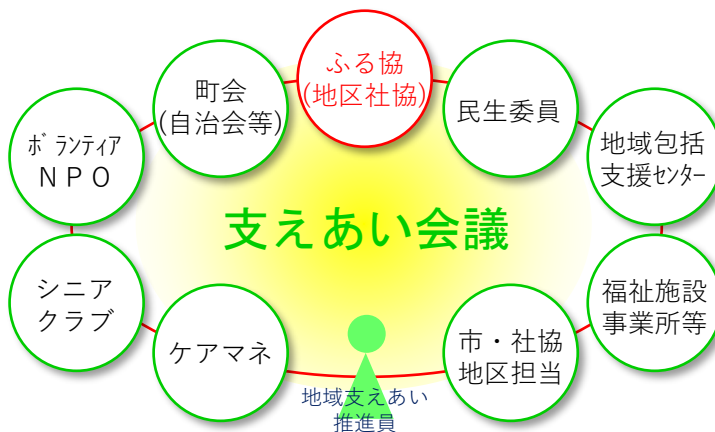 ふる協
(地区社協)
町会
(自治会等)
民生委員
ボランティア
ＮＰＯ
地域包括
支援センター
支えあい会議
シニア
クラブ
福祉施設
事業所等
ケアマネ
市・社協
地区担当
地域支えあい
推進員